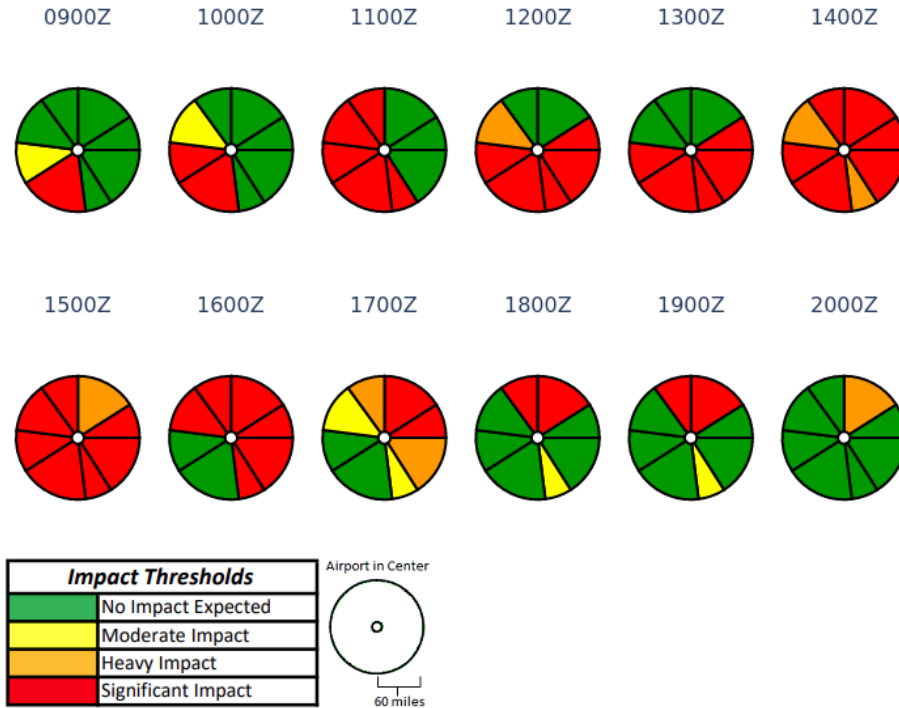 0900Z 1000Z 1100Z 1200Z 1300Z 1400Z
1500Z 1600Z 1700Z 1800Z 1900Z 2000Z
Impact Thresholds
No Impact Expected
Moderate Impact
Heavy Impact
Significant Impact
Airport in Center
60 miles